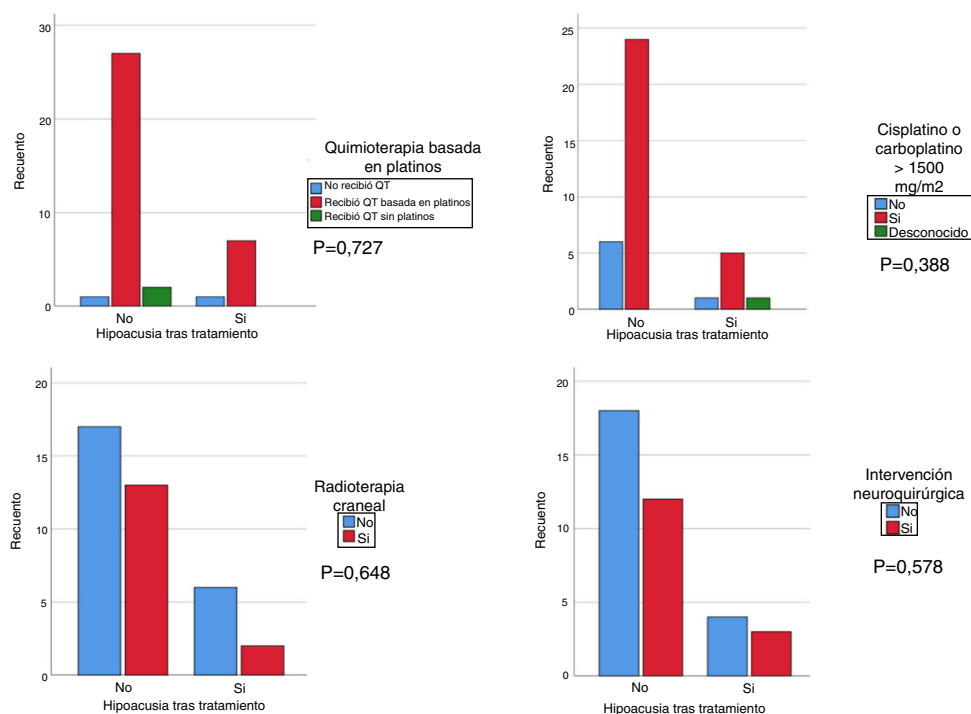 30
20
10
0
Recuento
No
Si
Hipoacusia tras tratamiento
Quimioterapia basada
en platinos
No recibió QT
Recibió QT basada en platinos
Recibió QT sin platinos
P=0,727
25
20
15
10
5
0
Recuento
No
Si
Hipoacusia tras tratamiento
Cisplatino o
carboplatino
> 1500
mg/m2
No
Si
Desconocido
P=0,388
20
15
10
5
0
Recuento
No
Si
Hipoacusia tras tratamiento
Radioterapia
craneal
No
Si
P=0,648
20
15
10
5
0
Recuento
No
Si
Hipoacusia tras tratamiento
Intervención
neuroquirúrgica
No
Si
P=0,578